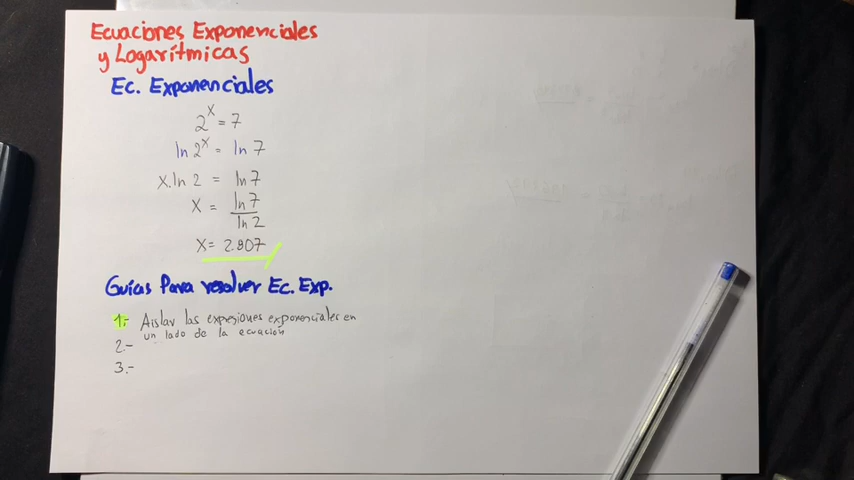 Ecuaciones Exponenciales
y Logarítmicas
Ec. Exponenciales
2^x = 7
ln 2^x = ln 7
x.ln 2 = ln 7
x = ln 7 / ln 2
x = 2.807
Guías Para resolver Ec. Exp.
1.- Aislar las expresiones exponenciales en
un lado de la ecuación
2.-
3.-